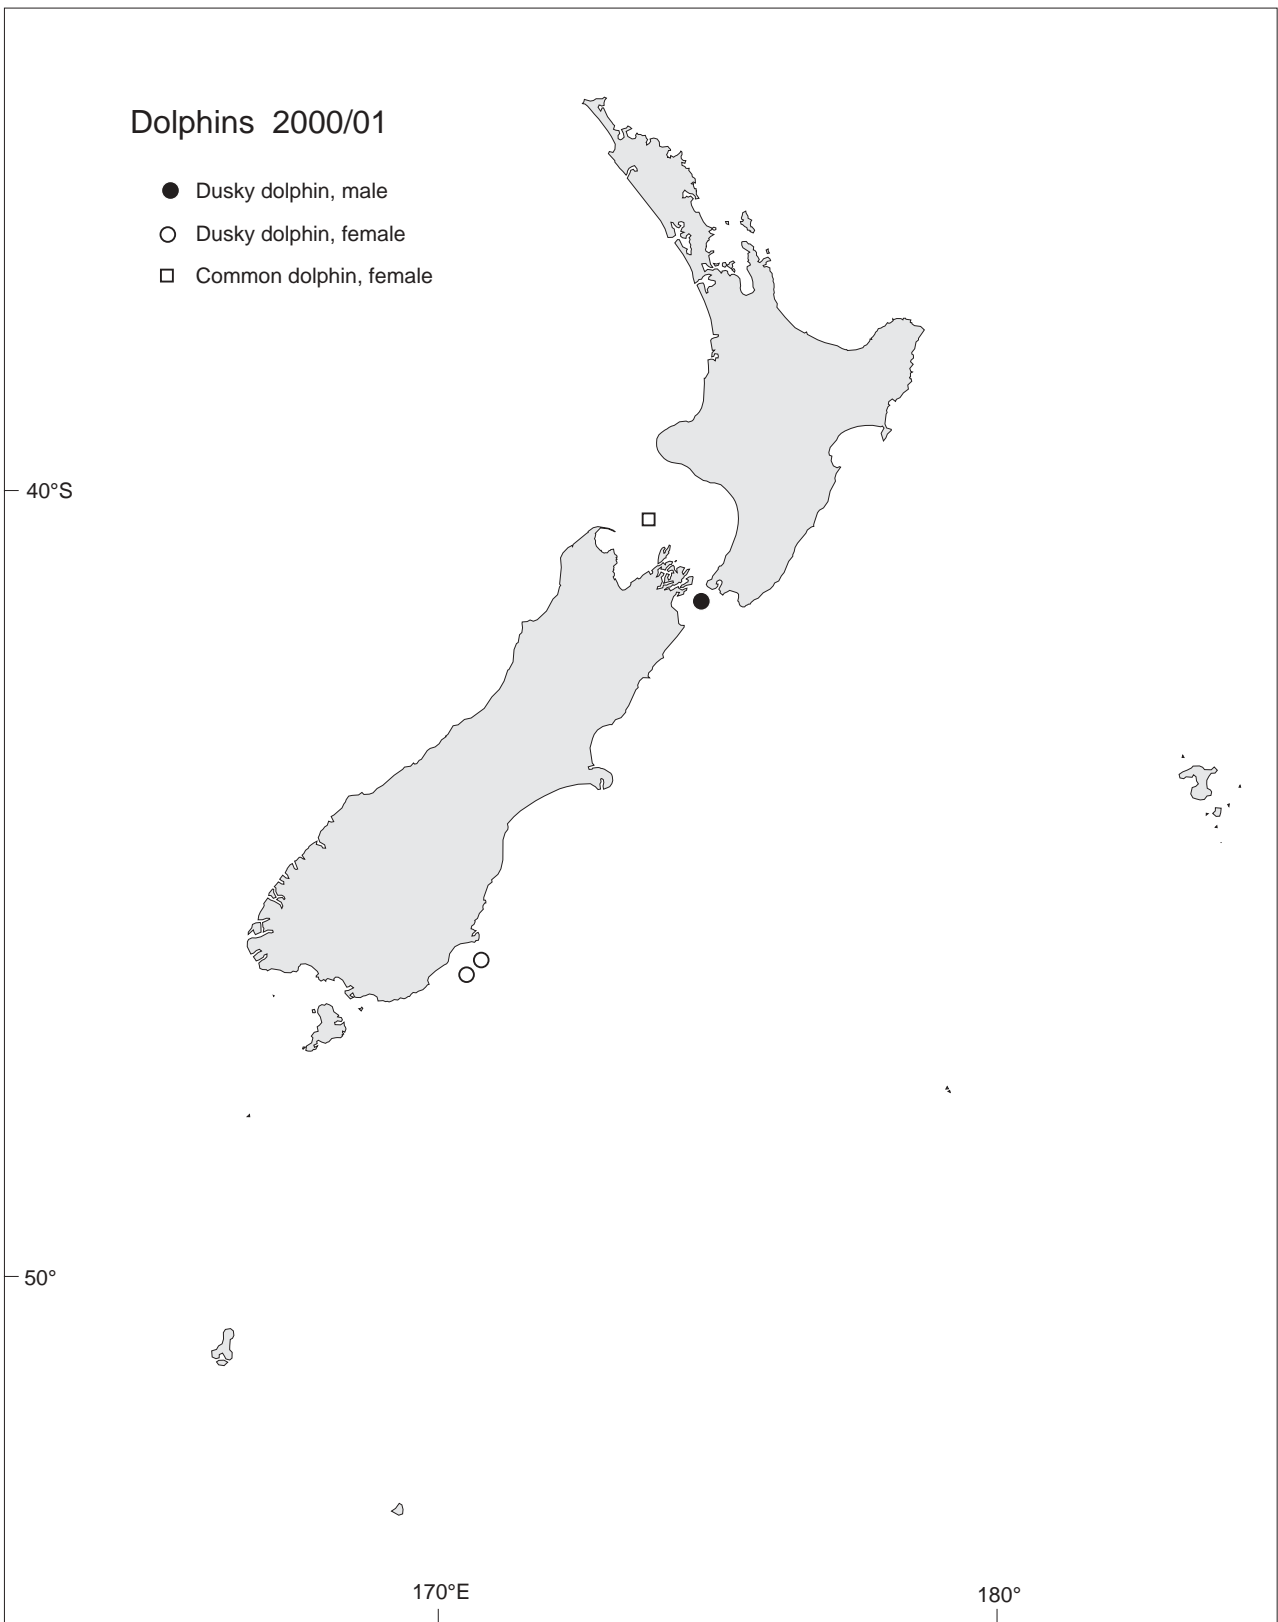 Dolphins 2000/01
Dusky dolphin, male
Dusky dolphin, female
Common dolphin, female
40°S
50°
170°E
180°